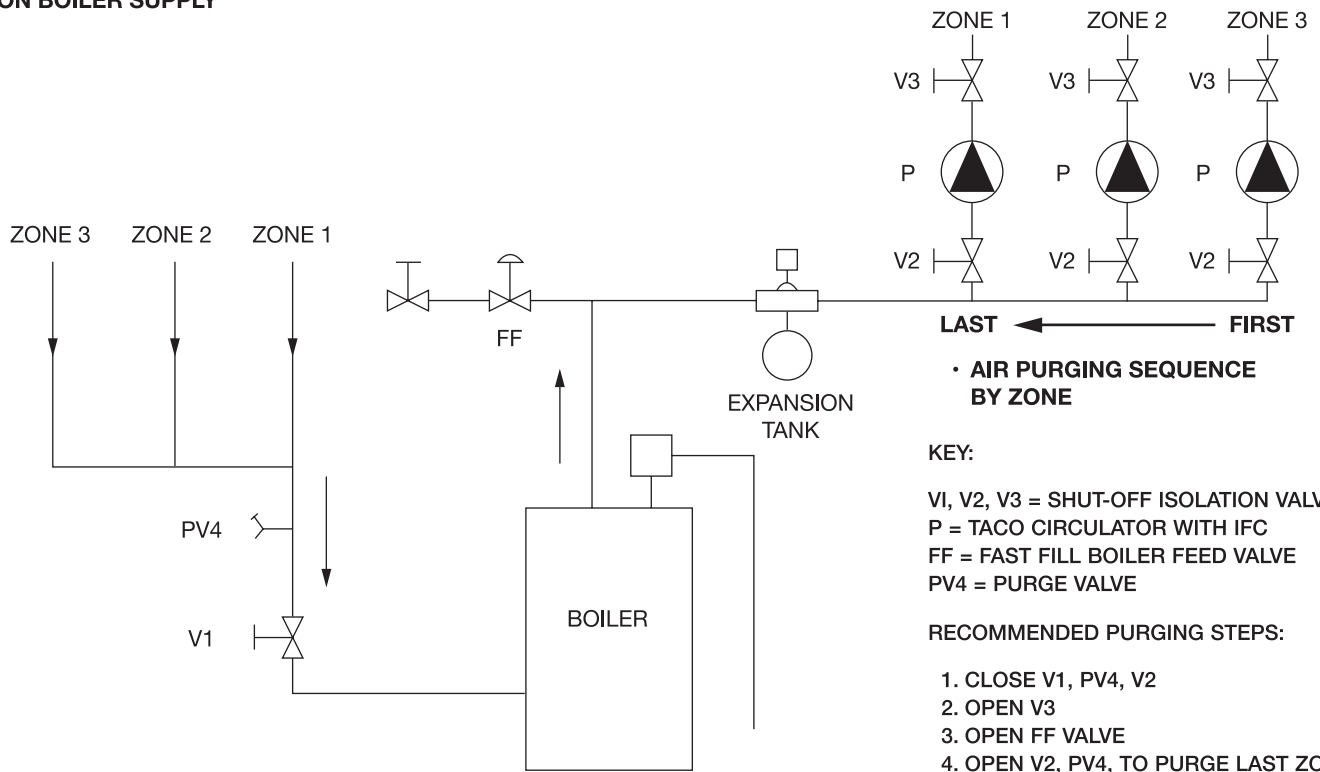 ON BOILER SUPPLY
ZONE 1 ZONE 2 ZONE 3
V3 V3 V3
P P P
ZONE 3 ZONE 2 ZONE 1
V2 V2 V2
FF
LAST FIRST
• AIR PURGING SEQUENCE
BY ZONE
EXPANSION
TANK
KEY:
VI, V2, V3 = SHUT-OFF ISOLATION
P = TACO CIRCULATOR WITH IFC
FF = FAST FILL BOILER FEED VALVE
PV4 = PURGE VALVE
PV4
BOILER
V1
RECOMMENDED PURGING STEPS:
1. CLOSE V1, PV4, V2
2. OPEN V3
3. OPEN FF VALVE
4. OPEN V2, PV4, TO PURGE LAST